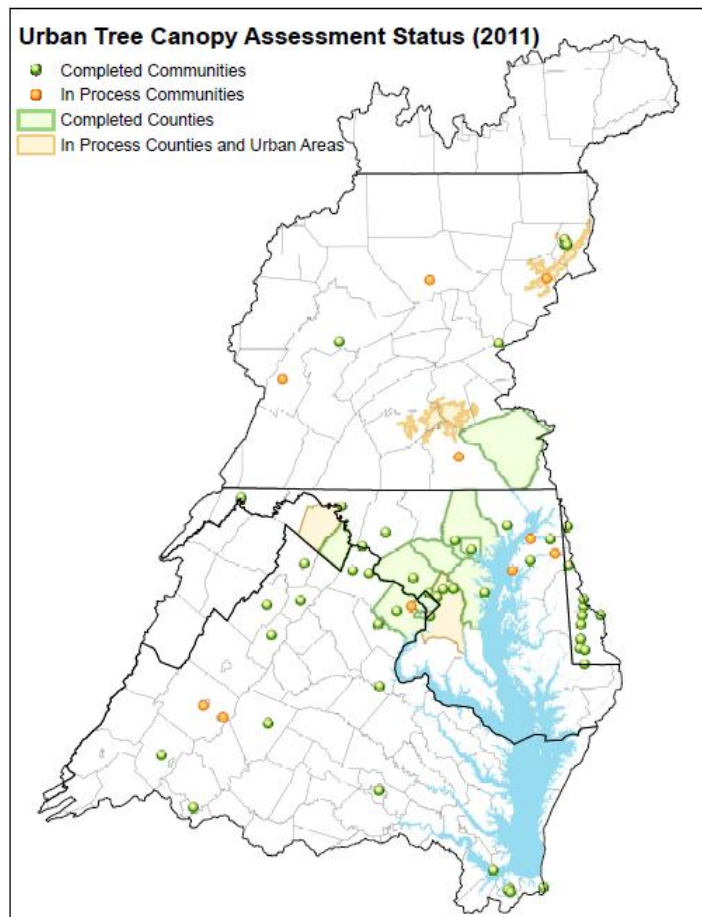 Urban Tree Canopy Assessment Status (2011)
Completed Communities
In Process Communities
Completed Counties
In Process Counties and Urban Areas